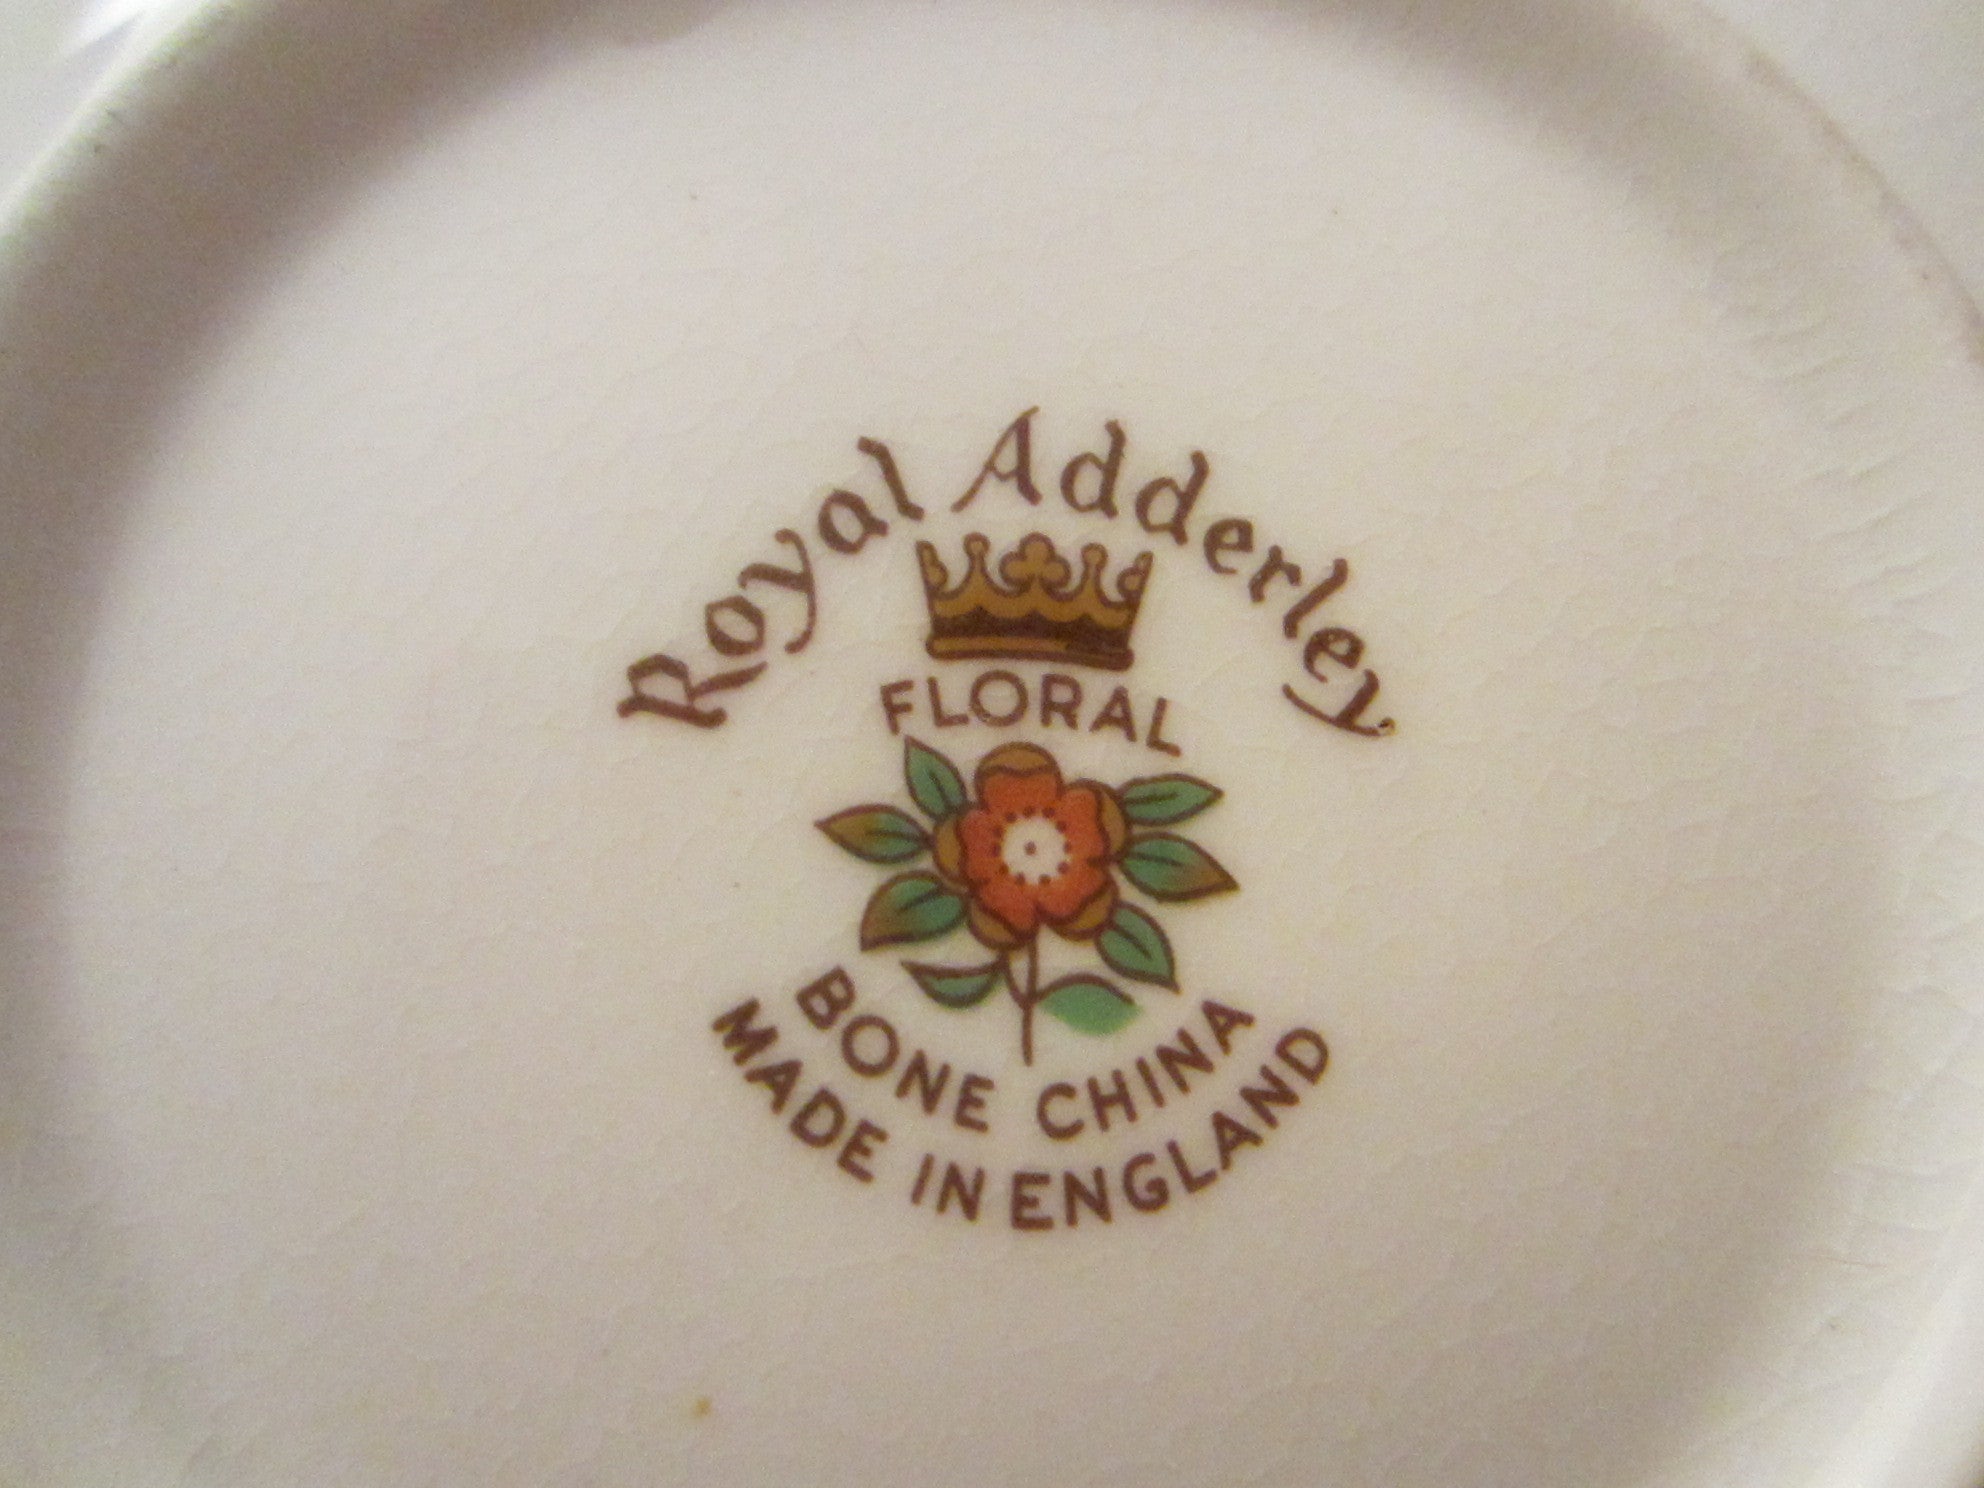 Royal Adderley
FLORAL
BONE CHINA
MADE IN ENGLAND